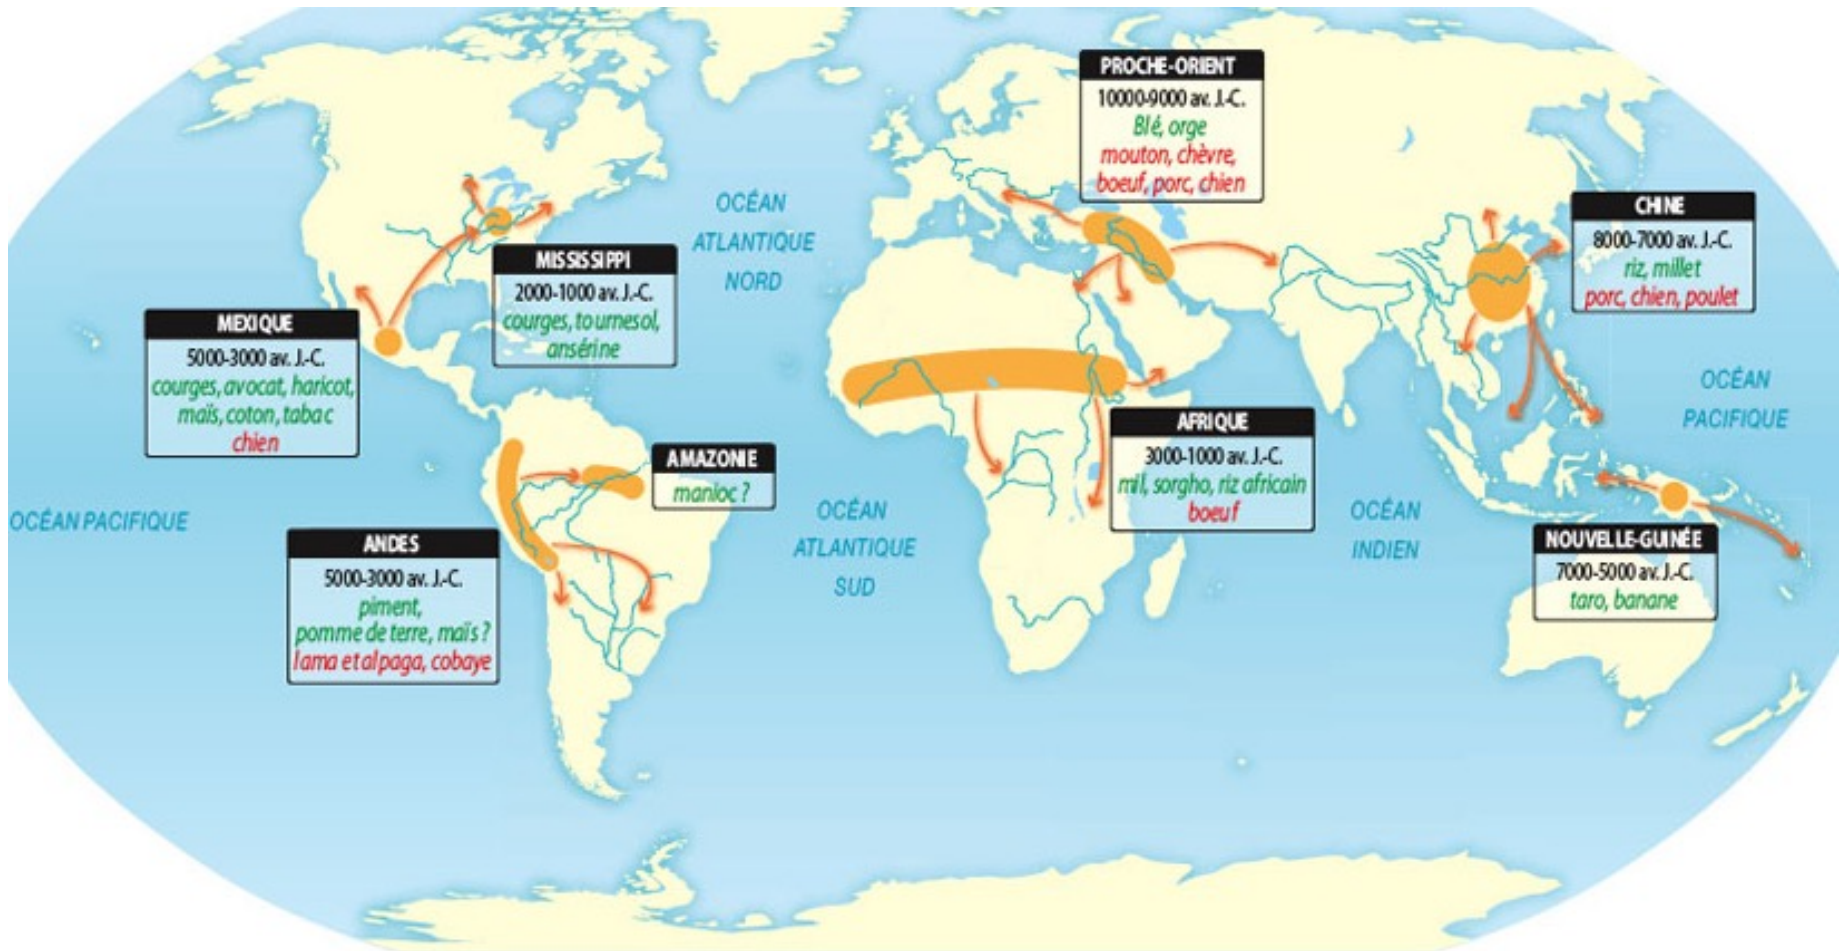 PROCHE-ORIENT
10000-9000 av. J.-C.
Blé, orge
mouton, chèvre,
boeuf, porc, chien
CHINE
8000-7000 av. J.-C.
riz, millet
porc, chien, poulet
OCÉAN
ATLANTIQUE
NORD
MISSISSIPPI
2000-1000 av. J.-C.
courges, tournesol,
ansérine
MEXIQUE
5000-3000 av. J.-C.
courges, avocat, haricot,
maïs, coton, tabac
chien
OCÉAN
PACIFIQUE
AFRIQUE
3000-1000 av. J.-C.
mil, sorgho, riz africain
boeuf
AMAZONIE
manioc ?
OCÉAN PACIFIQUE
OCÉAN
ATLANTIQUE
SUD
OCÉAN
INDIEN
ANDES
5000-3000 av. J.-C.
piment,
pomme de terre, maïs ?
lama et alpaga, cobaye
NOUVELLE-GUINÉE
7000-5000 av. J.-C.
taro, banane